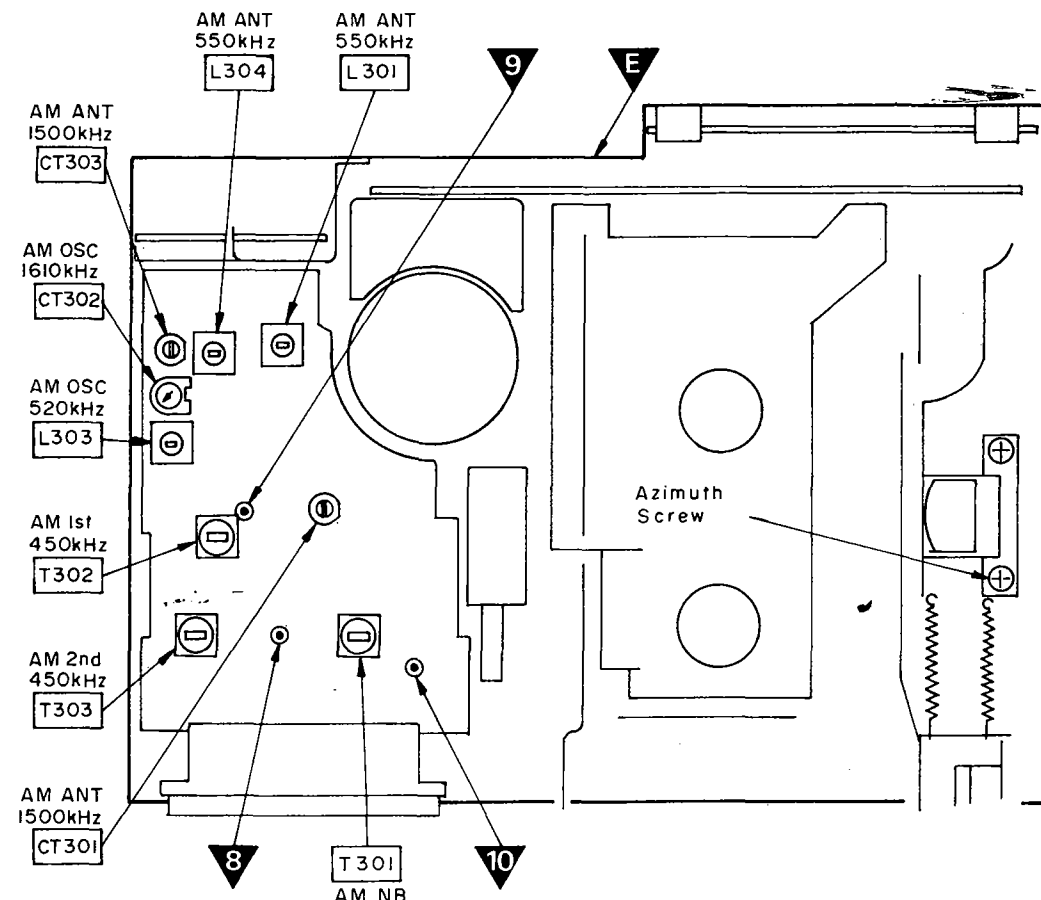 AM ANT
550kHz
L304
AM ANT
550kHz
L301
9
E
AM ANT
1500kHz
CT303
AM OSC
1610kHz
CT302
AM OSC
520kHz
L303
Azimuth
Screw
AM 1st
450kHz
T302
AM 2nd
450kHz
T303
AM ANT
1500kHz
CT301
8
T301
AM NB
10